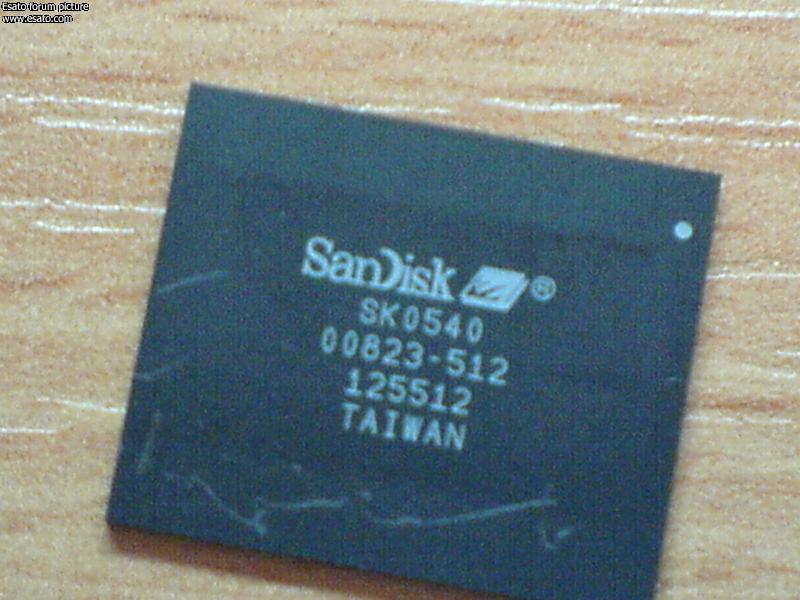 Esato forum picture
www.esato.com
SanDisk ®
SK0540
00823-512
125512
TAIWAN